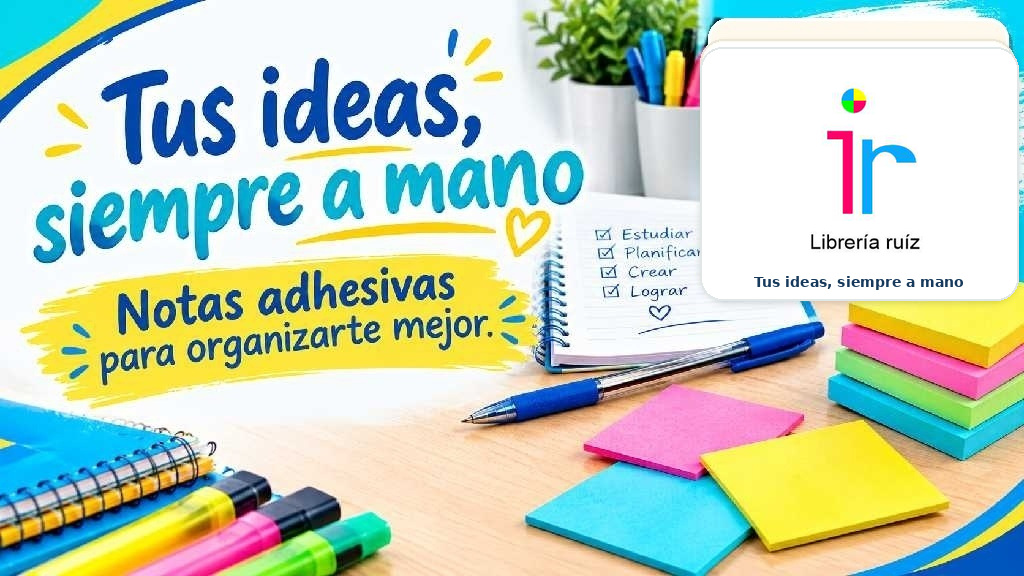 Tus ideas,
siempre a mano
Notas adhesivas
para organizarte mejor.
Estudiar
Planificar
Crear
Lograr
ir
Librería ruíz
Tus ideas, siempre a mano